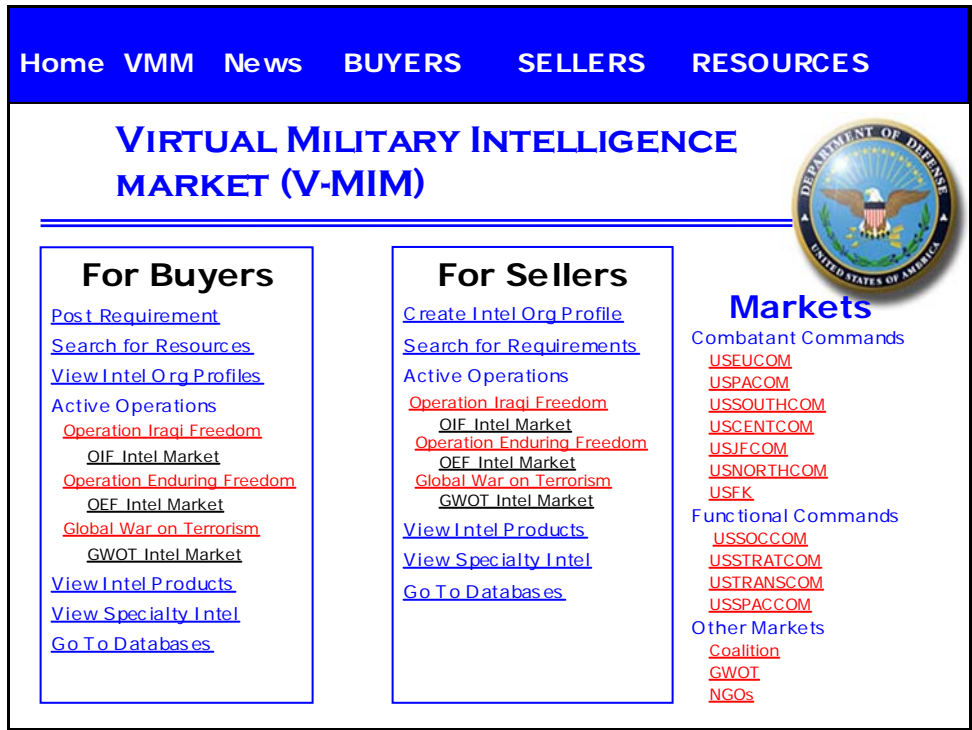 Home VMM News BUYERS SELLERS RESOURCES
VIRTUAL MILITARY INTELLIGENCE
MARKET (V-MIM)
DEPARTMENT OF DEFENSE
UNITED STATES OF AMERICA
For Buyers
Post Requirement
Search for Resources
View Intel Org Profiles
Active Operations
Operation Iraqi Freedom
OIF Intel Market
Operation Enduring Freedom
OEF Intel Market
Global War on Terrorism
GWOT Intel Market
View Intel Products
View Specialty Intel
Go To Databases
For Sellers
Create Intel Org Profile
Search for Requirements
Active Operations
Operation Iraqi Freedom
OIF Intel Market
Operation Enduring Freedom
OEF Intel Market
Global War on Terrorism
GWOT Intel Market
View Intel Products
View Specialty Intel
Go To Databases
Markets
Combatant Commands
USEUCOM
USPACOM
USSOUTHCOM
USCENTCOM
USJFCOM
USNORTHCOM
USFK
Functional Commands
USSOCCOM
USSTRATCOM
USTRANSCOM
USSPACCOM
Other Markets
Coalition
GWOT
NGOs